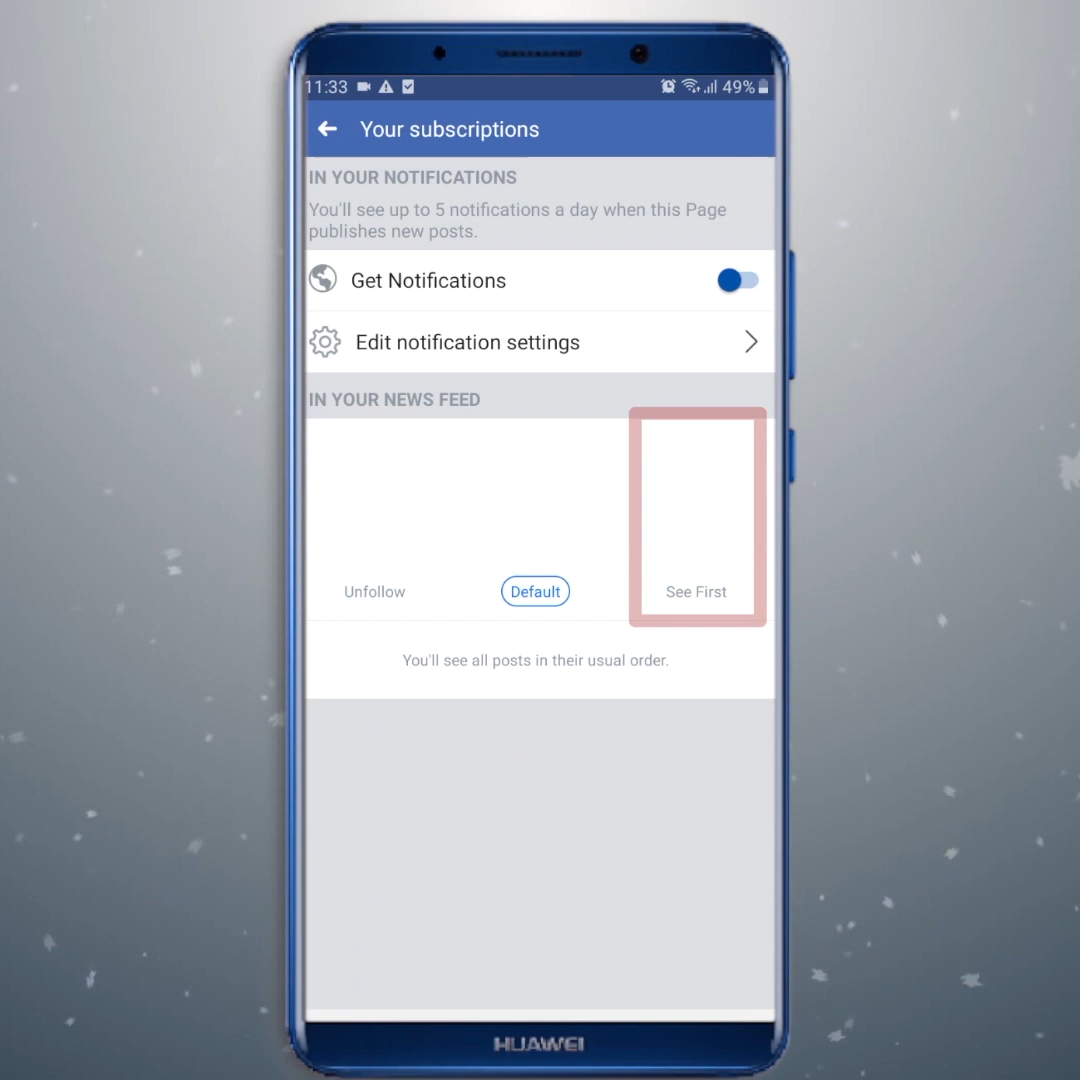 11:33
49%
Your subscriptions
IN YOUR NOTIFICATIONS
You'll see up to 5 notifications a day when this Page
publishes new posts.
Get Notifications
Edit notification settings
IN YOUR NEWS FEED
Unfollow
Default
See First
You'll see all posts in their usual order.
HUAWEI